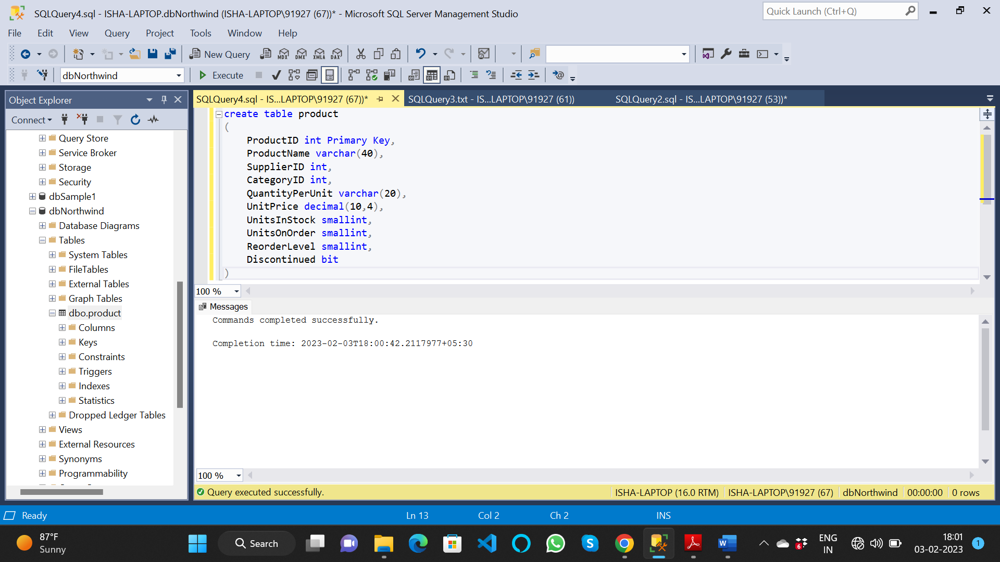 SQLQuery4.sql - ISHA-LAPTOP.dbNorthwind (ISHA-LAPTOP\91927 (67))* - Microsoft SQL Server Management Studio
Quick Launch (Ctrl+Q)
File Edit View Query Project Tools Window Help
New Query MDX DMX XMLA DAX
dbNorthwind Execute
Object Explorer
Connect
Query Store
Service Broker
Storage
Security
dbSample1
dbNorthwind
Database Diagrams
Tables
System Tables
FileTables
External Tables
Graph Tables
dbo.product
Columns
Keys
Constraints
Triggers
Indexes
Statistics
Dropped Ledger Tables
Views
External Resources
Synonyms
Programmability
SQLQuery4.sql - IS...LAPTOP\91927 (67))* SQLQuery3.txt - IS...LAPTOP\91927 (61)) SQLQuery2.sql - IS...LAPTOP\91927 (53))*
create table product
(
ProductID int Primary Key,
ProductName varchar(40),
SupplierID int,
CategoryID int,
QuantityPerUnit varchar(20),
UnitPrice decimal(10,4),
UnitsInStock smallint,
UnitsOnOrder smallint,
ReorderLevel smallint,
Discontinued bit
)
100 %
Messages
Commands completed successfully.
Completion time: 2023-02-03T18:00:42.2117977+05:30
100 %
Query executed successfully. ISHA-LAPTOP (16.0 RTM) ISHA-LAPTOP\91927 (67) dbNorthwind 00:00:00 0 rows
Ready Ln 13 Col 2 Ch 2 INS
87°F
Sunny
Search
6
ENG
IN
18:01
03-02-2023
1